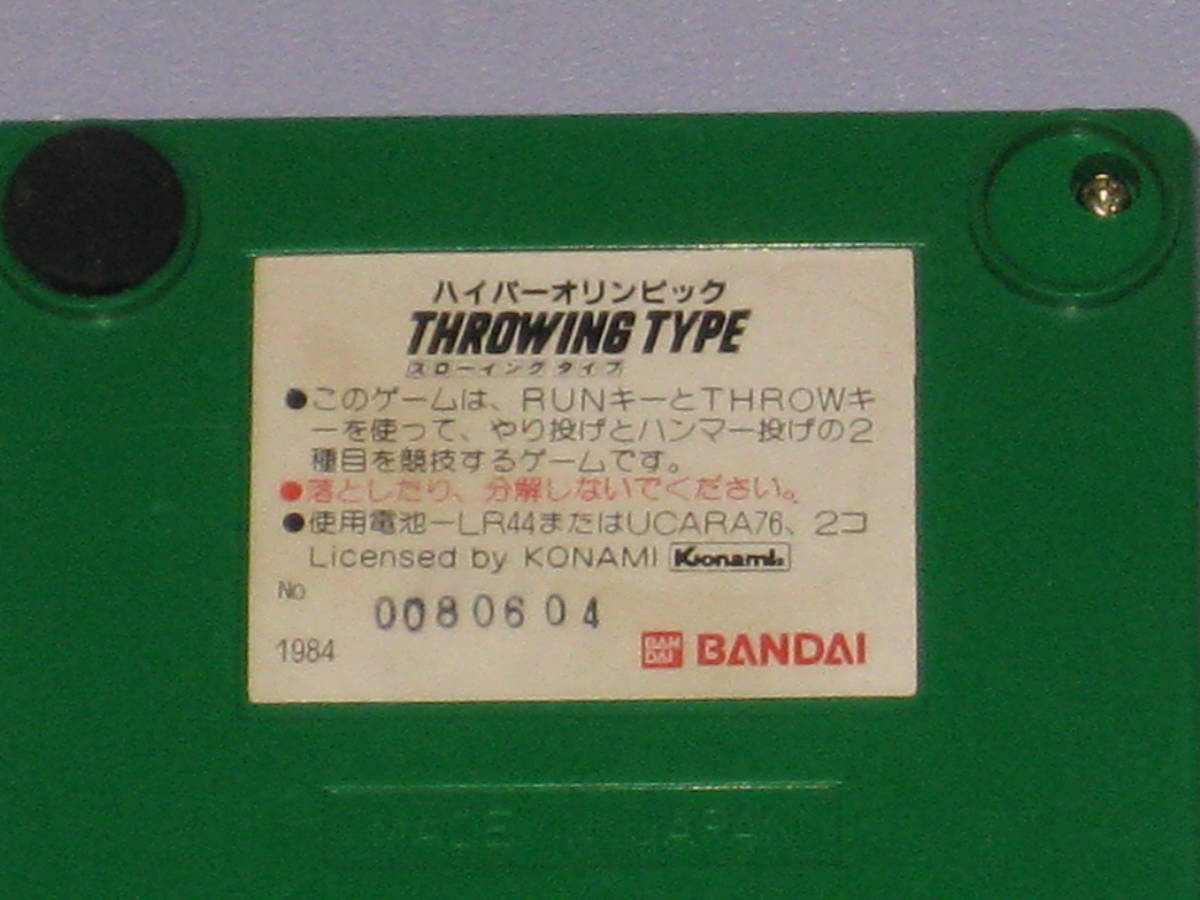 ハイパーオリンピック
THROWING TYPE
スローイングタイプ
●このゲームは、RUNキーとTHROWキ
ーを使って、やり投げとハンマー投げの2
種目を競技するゲームです。
●落としたり、分解しないでください。
●使用電池−LR44またはUCARA76、2コ
Licensed by KONAMI Konami
No
0080604
1984
BAN DAI BANDAI
MADE IN JAPAN